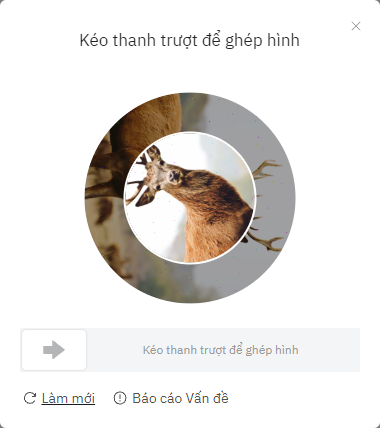 Kéo thanh trượt để ghép hình
Kéo thanh trượt để ghép hình
Làm mới
Báo cáo Vấn đề